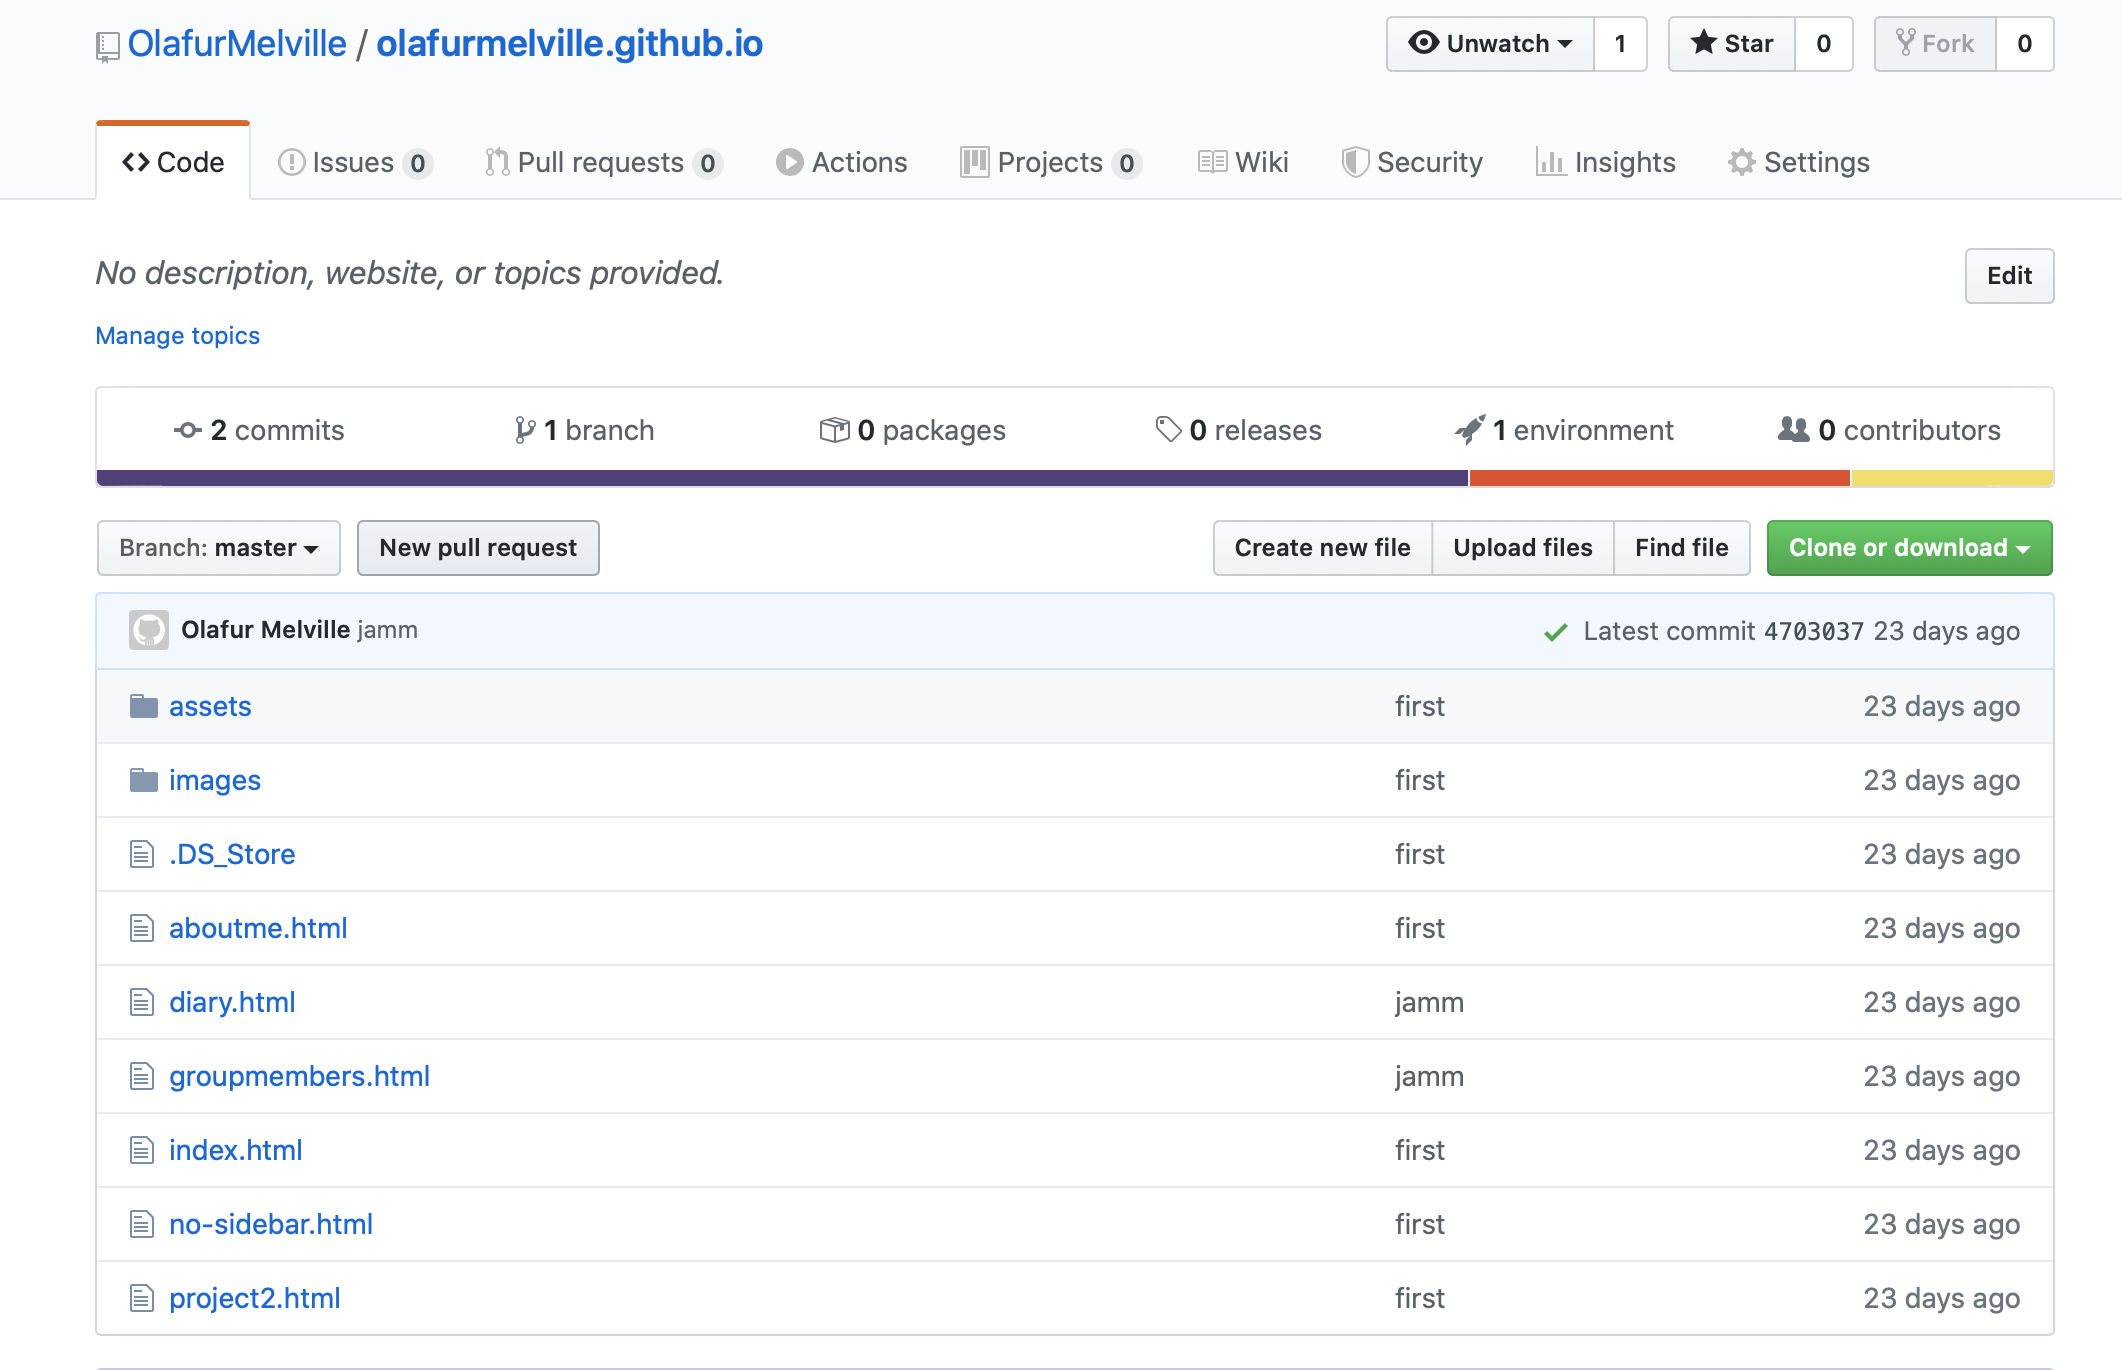 OlafurMelville / olafurmelville.github.io Unwatch 1 Star 0 Fork 0
Code Issues 0 Pull requests 0 Actions Projects 0 Wiki Security Insights Settings
No description, website, or topics provided. Edit
Manage topics
2 commits 1 branch 0 packages 0 releases 1 environment 0 contributors
Branch: master New pull request Create new file Upload files Find file Clone or download
Olafur Melville jamm Latest commit 4703037 23 days ago
assets first 23 days ago
images first 23 days ago
.DS_Store first 23 days ago
aboutme.html first 23 days ago
diary.html jamm 23 days ago
groupmembers.html jamm 23 days ago
index.html first 23 days ago
no-sidebar.html first 23 days ago
project2.html first 23 days ago